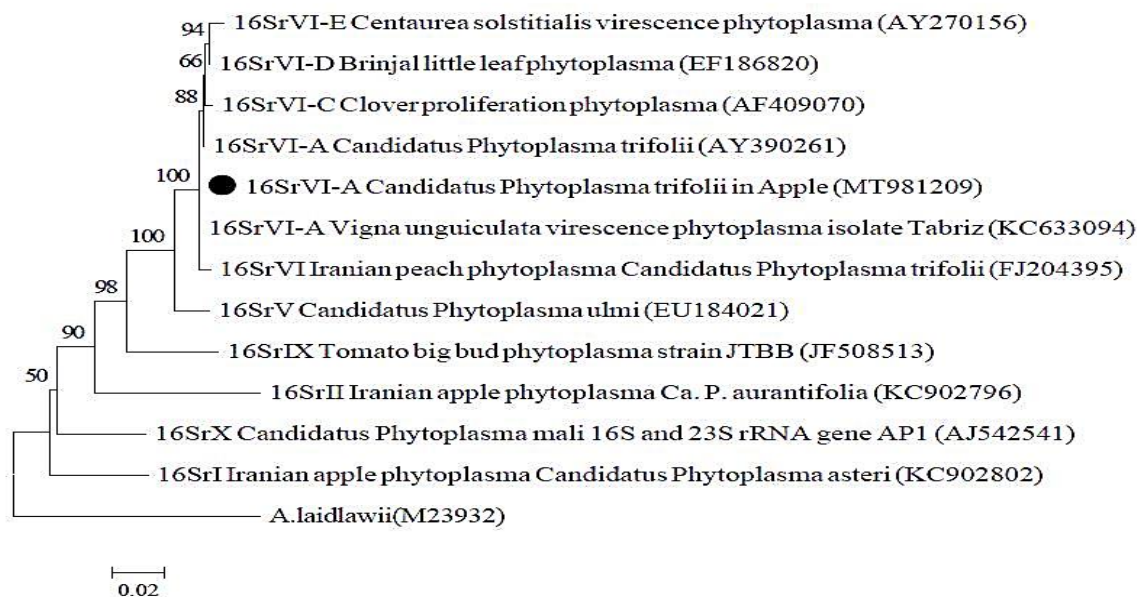 94
16SrVI-E Centaurea solstitialis virescence phytoplasma (AY270156)
66
16SrVI-D Brinjal little leaf phytoplasma (EF186820)
88
16SrVI-C Clover proliferation phytoplasma (AF409070)
16SrVI-A Candidatus Phytoplasma trifolii (AY390261)
100
16SrVI-A Candidatus Phytoplasma trifolii in Apple (MT981209)
16SrVI-A Vigna unguiculata virescence phytoplasma isolate Tabriz (KC633094)
100
16SrVI Iranian peach phytoplasma Candidatus Phytoplasma trifolii (FJ204395)
98
16SrV Candidatus Phytoplasma ulmi (EU184021)
90
16SrIX Tomato big bud phytoplasma strain JTBB (JF508513)
50
16SrII Iranian apple phytoplasma Ca. P. aurantifolia (KC902796)
16SrX Candidatus Phytoplasma mali 16S and 23S rRNA gene AP1 (AJ542541)
16SrI Iranian apple phytoplasma Candidatus Phytoplasma asteri (KC902802)
A.laidlawii(M23932)
0.02